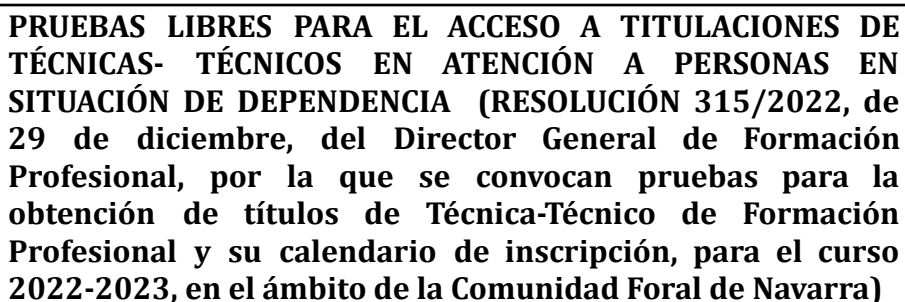 PRUEBAS LIBRES PARA EL ACCESO A TITULACIONES DE
TÉCNICAS- TÉCNICOS EN ATENCIÓN A PERSONAS EN
SITUACIÓN DE DEPENDENCIA (RESOLUCIÓN 315/2022, de
29 de diciembre, del Director General de Formación
Profesional, por la que se convocan pruebas para la
obtención de títulos de Técnica-Técnico de Formación
Profesional y su calendario de inscripción, para el curso
2022-2023, en el ámbito de la Comunidad Foral de Navarra)